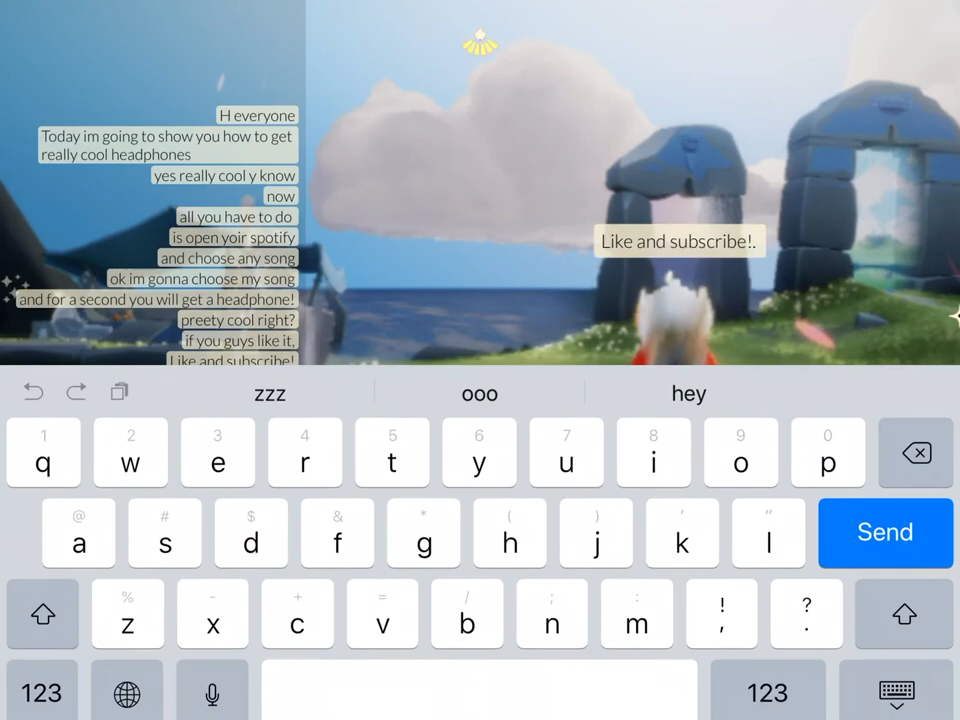 H everyone
Today im going to show you how to get
really cool headphones
yes really cool y know
now
all you have to do
is open yoir spotify
and choose any song
ok im gonna choose my song
and for a second you will get a headphone!
preety cool right?
if you guys like it,
Like and subscribe!
Like and subscribe!.
zzz ooo hey
1 2 3 4 5 6 7 8 9 0
q w e r t y u i o p
@ # $ & * ( ) ' "
a s d f g h j k l Send
% - + = / ; : ! ?
z x c v b n m , .
123 123